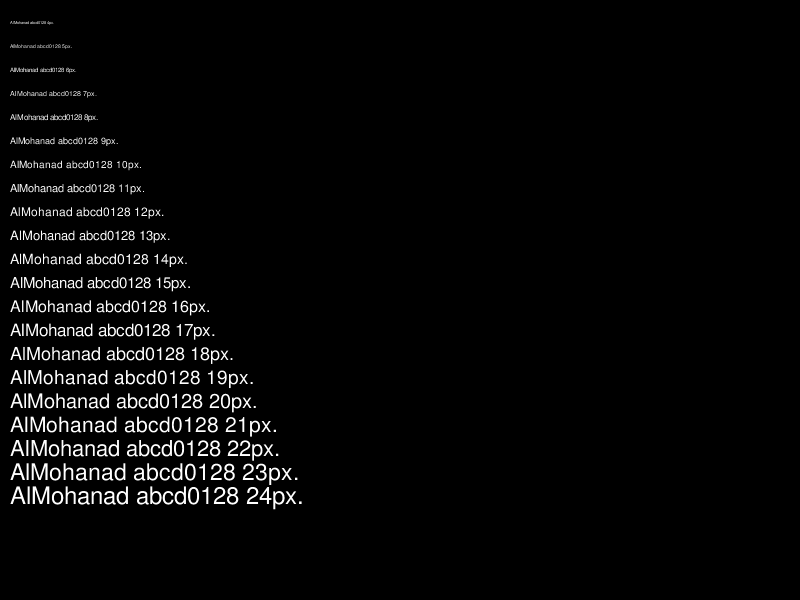 AlMohanad abcd0128 4px.
AlMohanad abcd0128 5px.
AlMohanad abcd0128 6px.
AlMohanad abcd0128 7px.
AlMohanad abcd0128 8px.
AlMohanad abcd0128 9px.
AlMohanad abcd0128 10px.
AlMohanad abcd0128 11px.
AlMohanad abcd0128 12px.
AlMohanad abcd0128 13px.
AlMohanad abcd0128 14px.
AlMohanad abcd0128 15px.
AlMohanad abcd0128 16px.
AlMohanad abcd0128 17px.
AlMohanad abcd0128 18px.
AlMohanad abcd0128 19px.
AlMohanad abcd0128 20px.
AlMohanad abcd0128 21px.
AlMohanad abcd0128 22px.
AlMohanad abcd0128 23px.
AlMohanad abcd0128 24px.